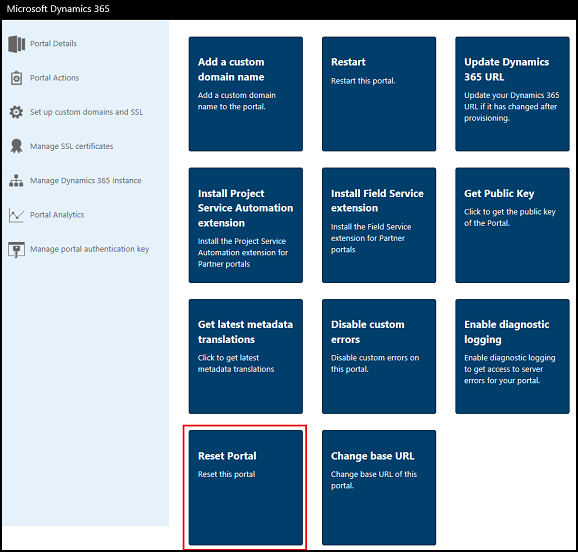 Microsoft Dynamics 365
Portal Details
Portal Actions
Set up custom domains and SSL
Manage SSL certificates
Manage Dynamics 365 Instance
Portal Analytics
Manage portal authentication key
Add a custom
domain name
Add a custom domain
name to the portal.
Restart
Restart this portal.
Update Dynamics
365 URL
Update your Dynamics 365
URL if it has changed after
provisioning.
Install Project
Service Automation
extension
Install the Project Service
Automation extension for
Partner portals
Install Field Service
extension
Install the Field Service
extension for Partner
portals
Get Public Key
Click to get the public key
of the Portal.
Get latest metadata
translations
Click to get latest
metadata translations
Disable custom
errors
Disable custom errors on
this portal.
Enable diagnostic
logging
Enable diagnostic logging
to get access to server
errors for your portal.
Reset Portal
Reset this portal
Change base URL
Change base URL of this
portal.